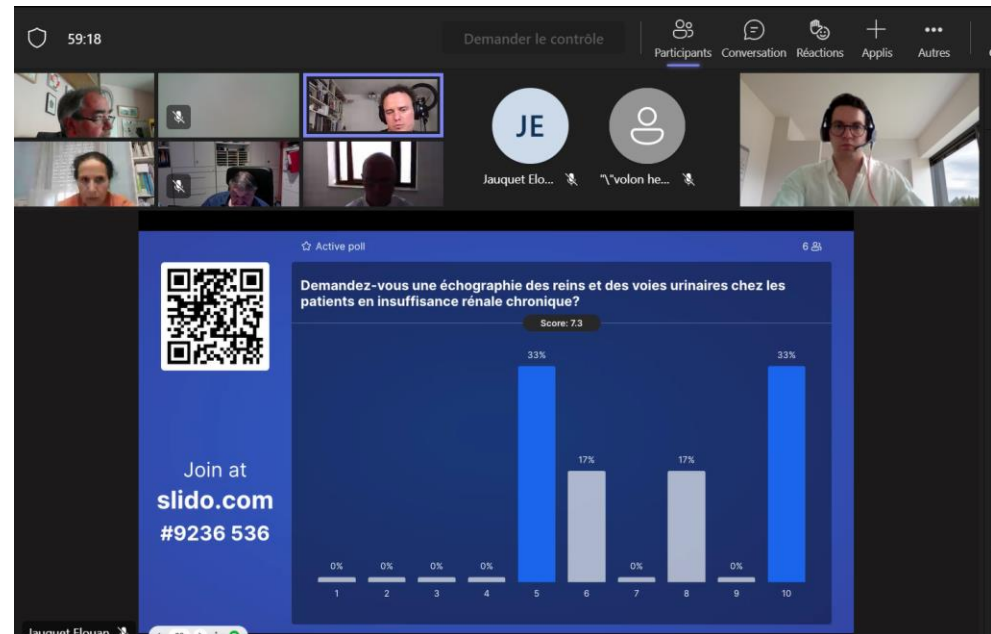 59:18
Demander le contrôle
Participants
Conversation
Réactions
Applis
Autres
JE
Jauquet Elo...
"\"volon he...
Active poll
6
Demandez-vous une échographie des reins et des voies urinaires chez les
patients en insuffisance rénale chronique?
Score: 7.3
33%
33%
17%
17%
0%
0%
0%
0%
0%
0%
1
2
3
4
5
6
7
8
9
10
Join at
slido.com
#9236 536
Jauquet Elouan